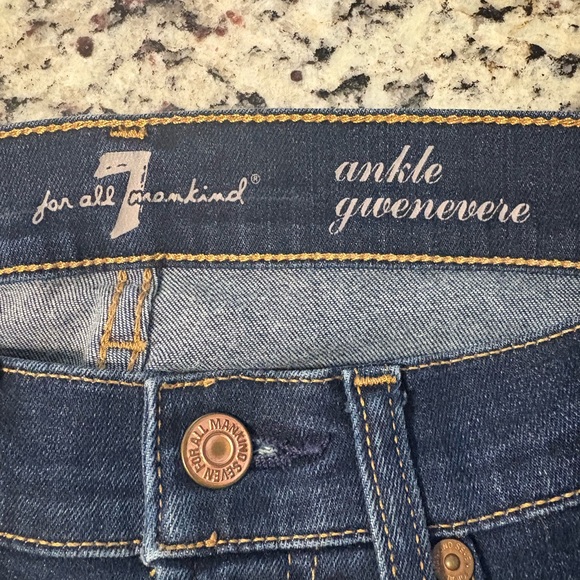 7
for all mankind®
ankle
gwenevere
SEVEN FOR ALL MANKIND